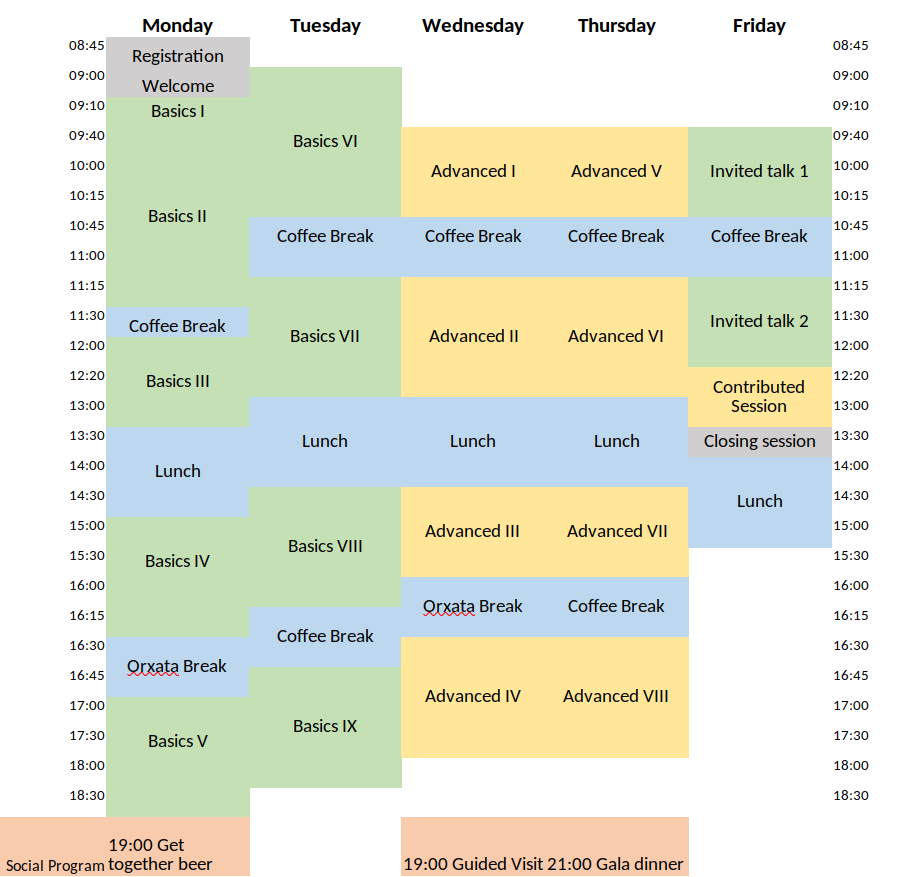 Monday Tuesday Wednesday Thursday Friday
08:45 Registration 08:45
09:00 Welcome 09:00
09:10 Basics I 09:10
09:40 Basics VI 09:40
10:00 Advanced I Advanced V Invited talk 1 10:00
10:15 Basics II 10:15
10:45 Coffee Break Coffee Break Coffee Break Coffee Break 10:45
11:00 11:00
11:15 11:15
11:30 Coffee Break Basics VII Advanced II Advanced VI Invited talk 2 11:30
12:00 12:00
12:20 Basics III Contributed 12:20
13:00 Session 13:00
13:30 Lunch Lunch Lunch Closing session 13:30
14:00 Lunch 14:00
14:30 Lunch 14:30
15:00 Basics VIII Advanced III Advanced VII 15:00
15:30 Basics IV 15:30
16:00 Orxata Break Coffee Break 16:00
16:15 Coffee Break 16:15
16:30 Orxata Break 16:30
16:45 Advanced IV Advanced VIII 16:45
17:00 Basics IX 17:00
17:30 Basics V 17:30
18:00 18:00
18:30 18:30
19:00 Get
Social Program together beer 19:00 Guided Visit 21:00 Gala dinner